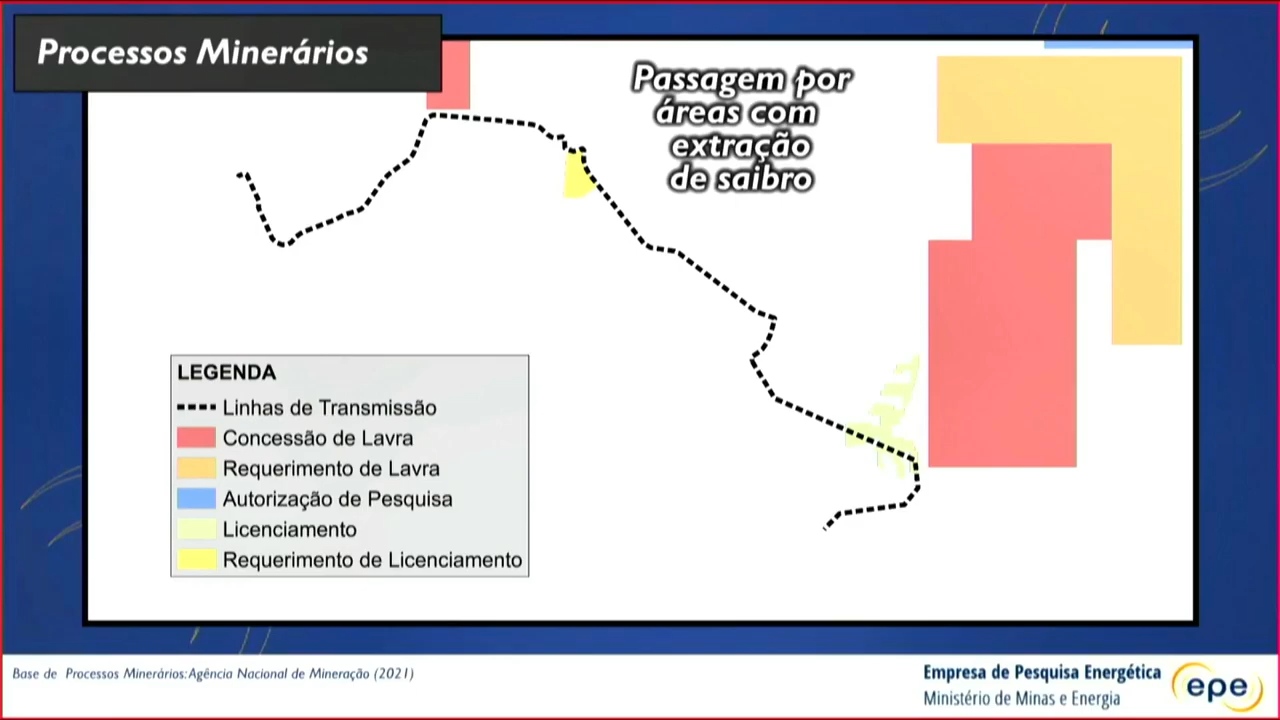 Processos Minerários
Passagem por
áreas com
extração
de saibro
LEGENDA
Linhas de Transmissão
Concessão de Lavra
Requerimento de Lavra
Autorização de Pesquisa
Licenciamento
Requerimento de Licenciamento
Base de Processos Minerários:Agência Nacional de Mineração (2021)
Empresa de Pesquisa Energética
Ministério de Minas e Energia
epe